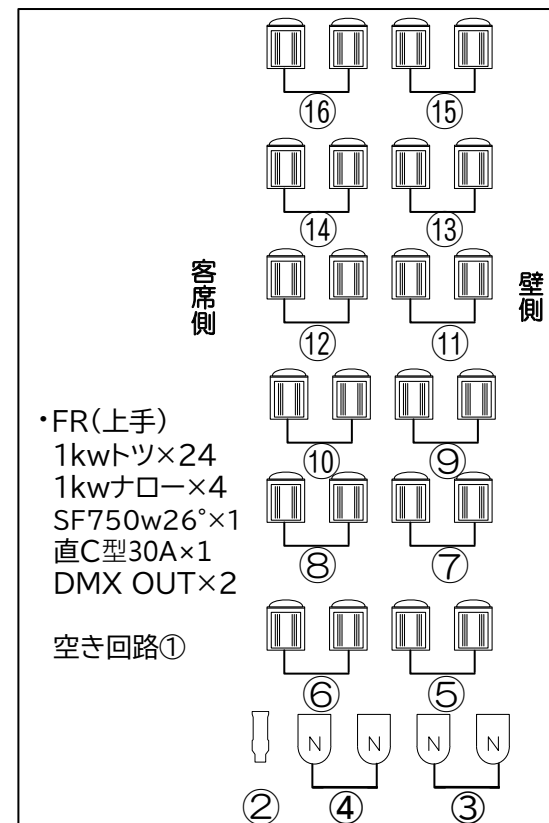 ⑯ ⑮
⑭ ⑬
客席側
壁側
⑫ ⑪
・FR(上手)
1kwトツ×24
1kwナロー×4
SF750w26°×1
直C型30A×1
DMX OUT×2
空き回路①
⑩ ⑨
⑧ ⑦
⑥ ⑤
N N N N
② ④ ③